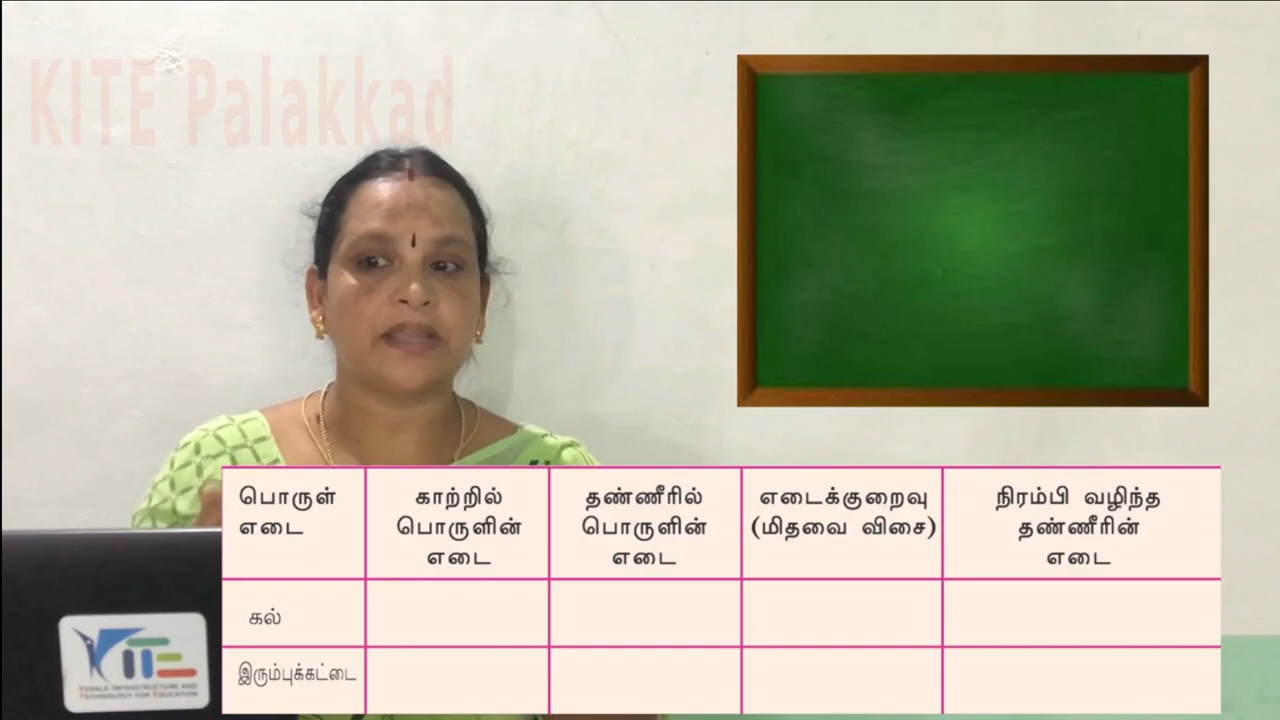 KITE Palakkad
பொருள் எடை
காற்றில் பொருளின் எடை
தண்ணீரில் பொருளின் எடை
எடைக்குறைவு (மிதவை விசை)
நிரம்பி வழிந்த தண்ணீரின் எடை
கல்
இரும்புக்கட்டை
KITE
KERALA INFRASTRUCTURE AND
TECHNOLOGY FOR EDUCATION